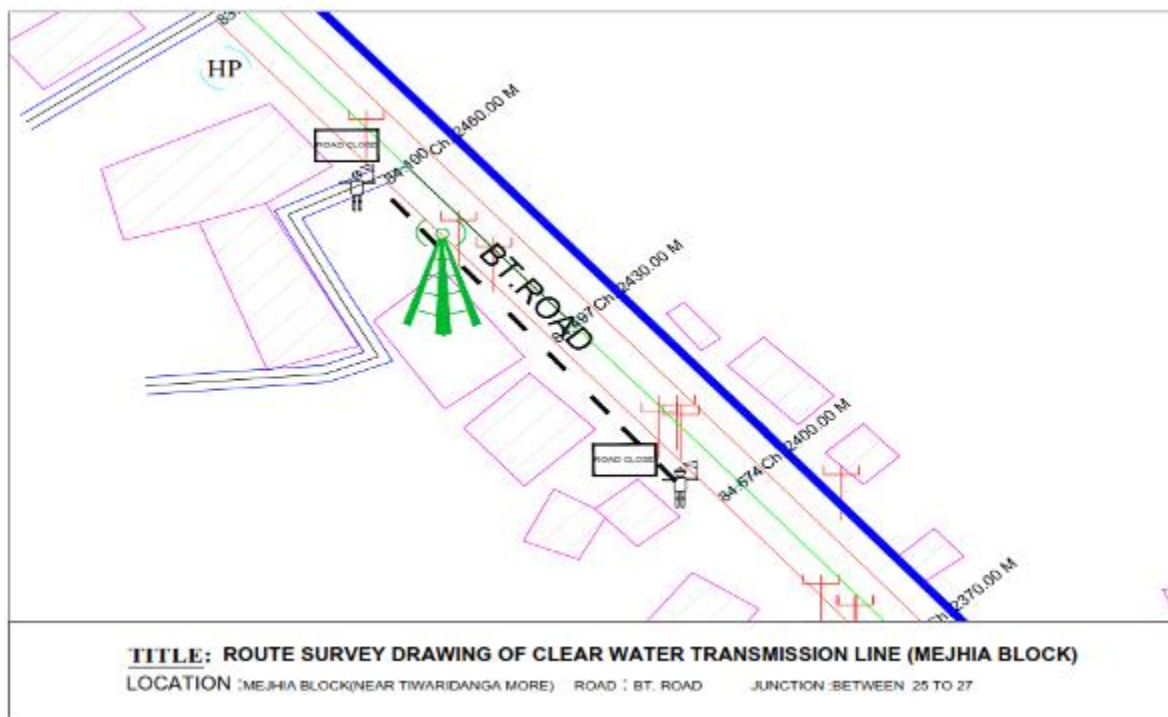 HP
Ch:2460.00 M
84.100
ROAD CLOSE
BT.ROAD
Ch:2430.00 M
ROAD CLOSE
Ch:2400.00 M
84.574
Ch:2370.00 M
TITLE: ROUTE SURVEY DRAWING OF CLEAR WATER TRANSMISSION LINE (MEJHIA BLOCK)
LOCATION :MEJHIA BLOCK(NEAR TIWARIDANGA MORE) ROAD : BT. ROAD JUNCTION :BETWEEN 25 TO 27